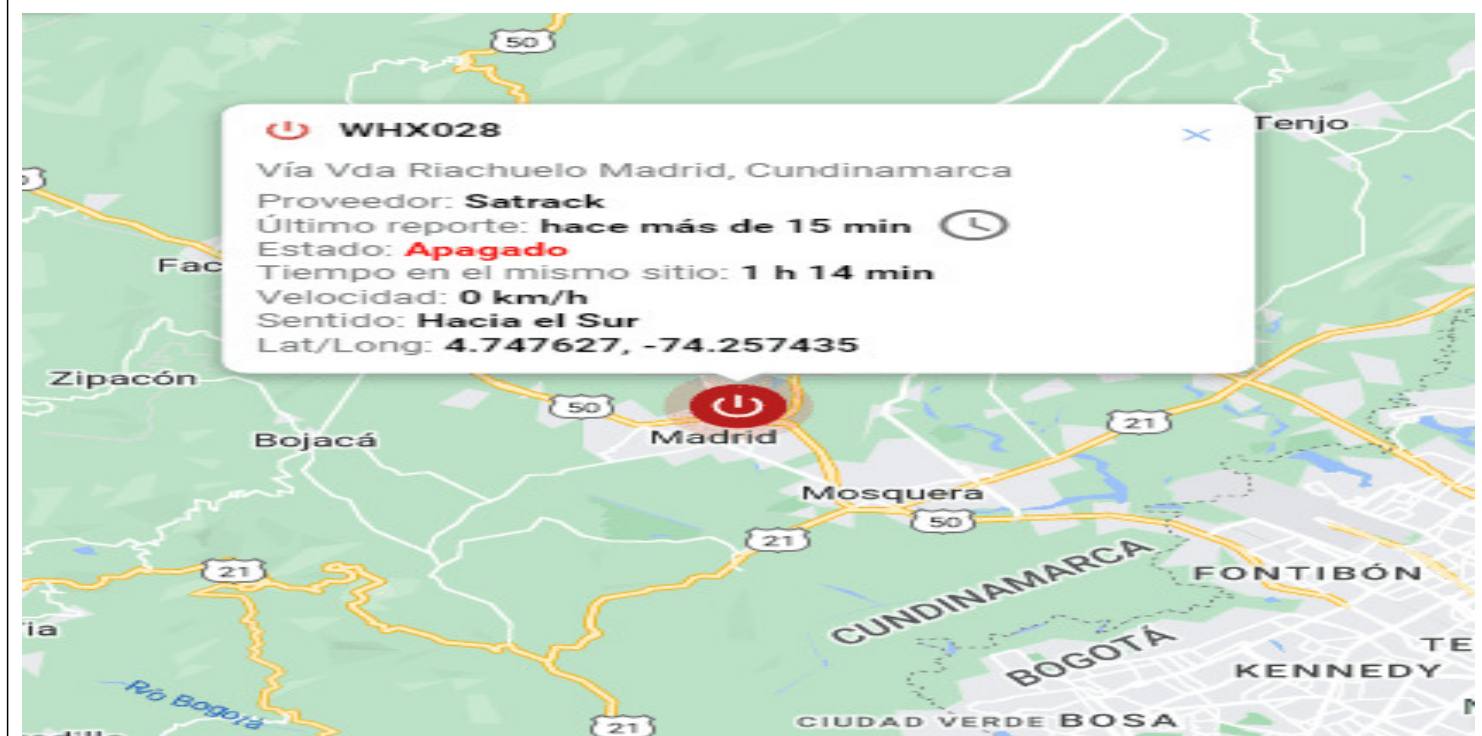 50
Tenjo
WHX028
Vía Vda Riachuelo Madrid, Cundinamarca
Proveedor: Satrack
Último reporte: hace más de 15 min
Estado: Apagado
Tiempo en el mismo sitio: 1 h 14 min
Velocidad: 0 km/h
Sentido: Hacia el Sur
Lat/Long: 4.747627, -74.257435
Fac
Zipacón
50
21
Bojacá
Madrid
Mosquera
50
21
21
CUNDINAMARCA
FONTIBÓN
ia
BOGOTÁ
TE
KENNEDY
Río Bogotá
21
CIUDAD VERDE
BOSA